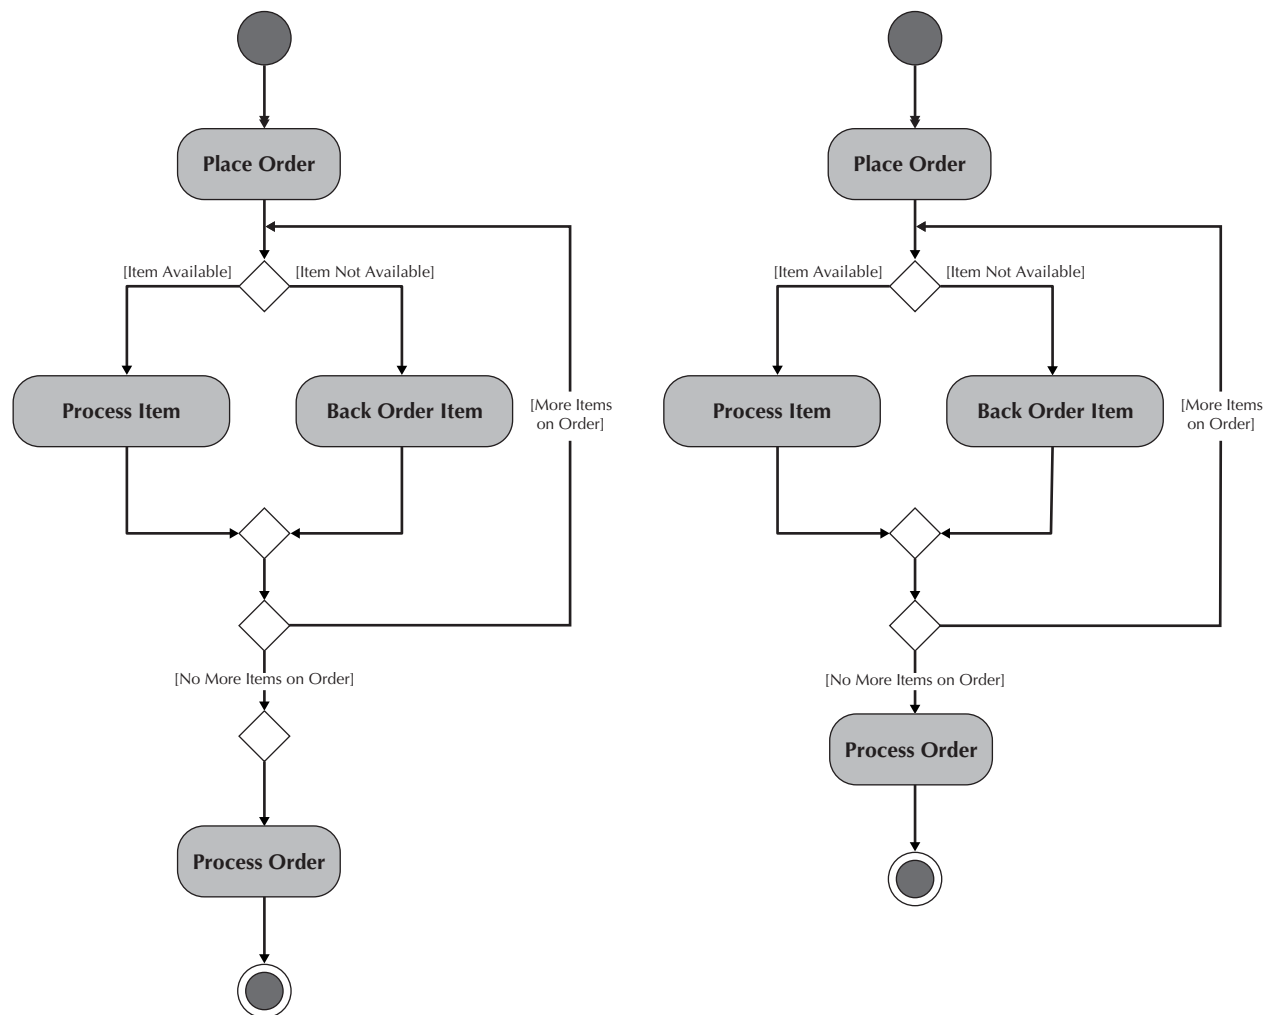 Place Order
[Item Available]
[Item Not Available]
Process Item
Back Order Item
[More Items
on Order]
[No More Items on Order]
Process Order
Place Order
[Item Available]
[Item Not Available]
Process Item
Back Order Item
[More Items
on Order]
[No More Items on Order]
Process Order